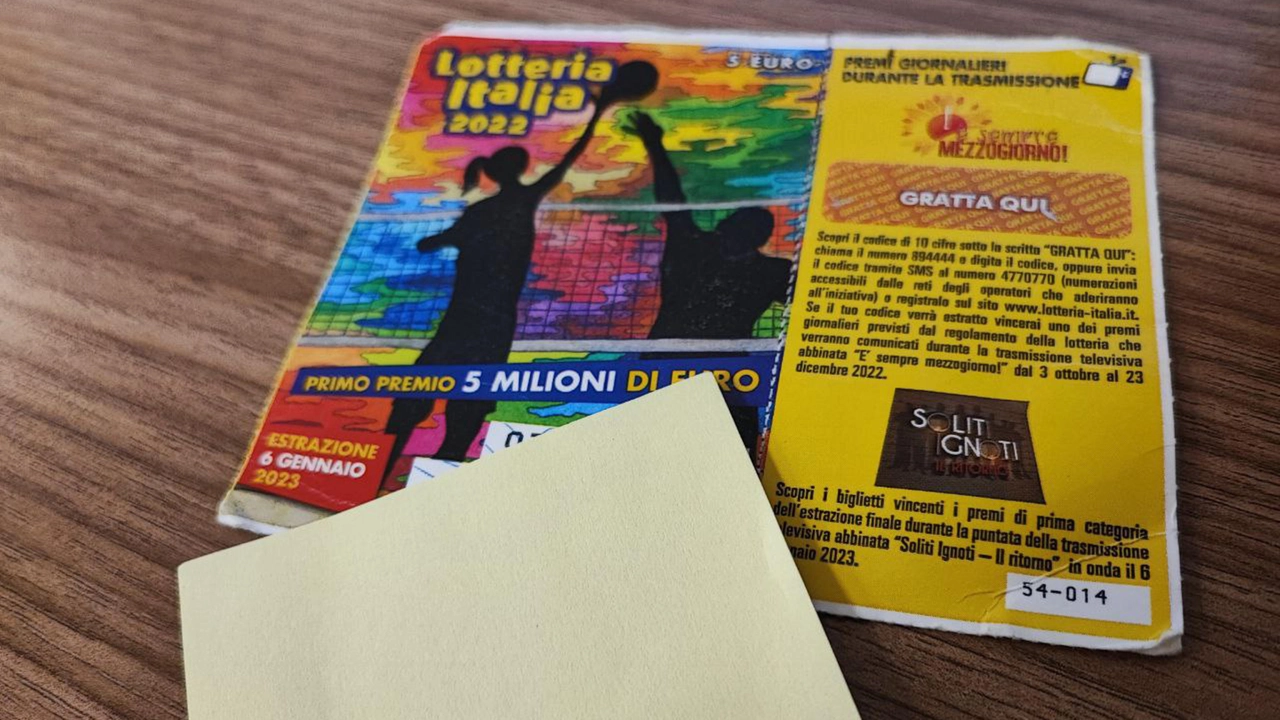 Lotteria
Italia
2022
5 EURO
PRIMO PREMIO 5 MILIONI DI EURO
ESTRAZIONE
6 GENNAIO
2023
PREMI GIORNALIERI
DURANTE LA TRASMISSIONE
È sempre
MEZZOGIORNO!
GRATTA QUI
Scopri il codice di 10 cifre sotto la scritta "GRATTA QUI":
chiama il numero 894444 e digita il codice, oppure invia
il codice tramite SMS al numero 4770770 (numerazioni
accessibili dalle reti degli operatori che aderiranno
all'iniziativa) o registralo sul sito www.lotteria-italia.it.
Se il tuo codice verrà estratto vincerai uno dei premi
giornalieri previsti dal regolamento della lotteria che
verranno comunicati durante la trasmissione televisiva
abbinata "E' sempre mezzogiorno!" dal 3 ottobre al 23
dicembre 2022.
SOLITI
IGNOTI
IL RITORNO
Scopri i biglietti vincenti i premi di prima categoria
dell'estrazione finale durante la puntata della trasmissione
levisiva abbinata "Soliti Ignoti – Il ritorno" in onda il 6
naio 2023.
54-014